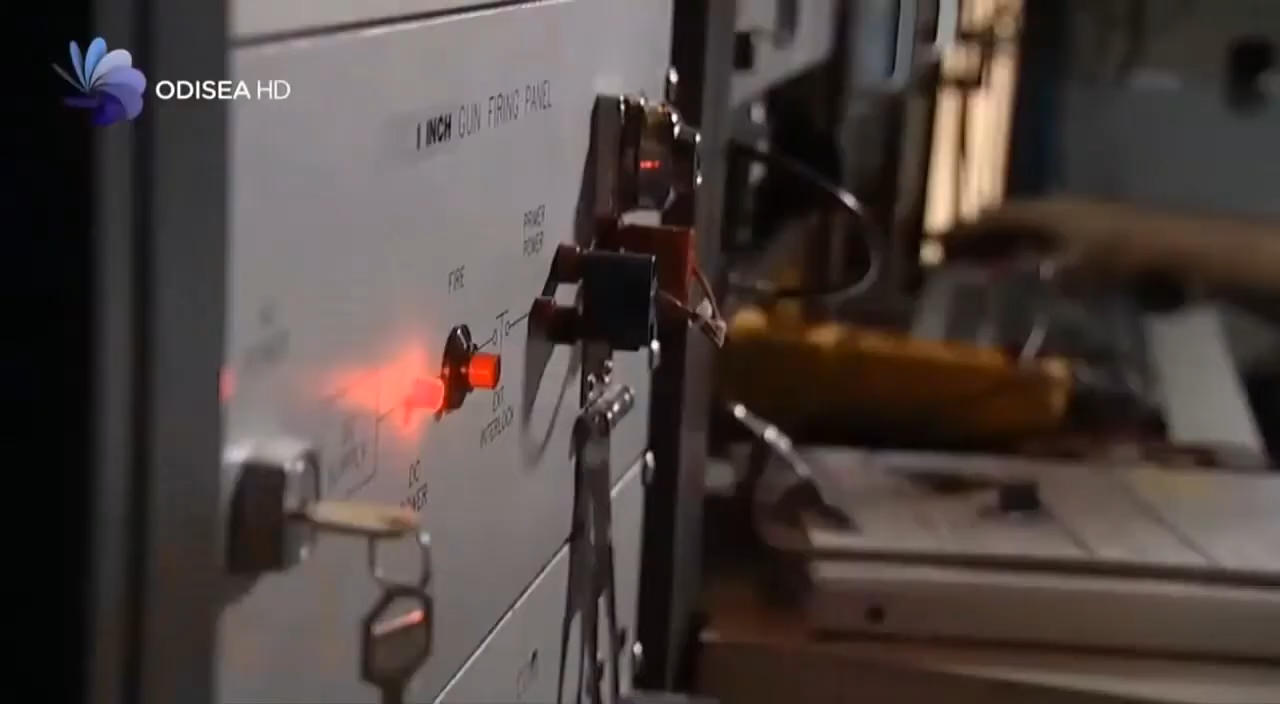 ODISEA HD
1 INCH GUN FIRING PANEL
PRIMER
POWER
FIRE
EXT
INTERLOCK
DC
POWER